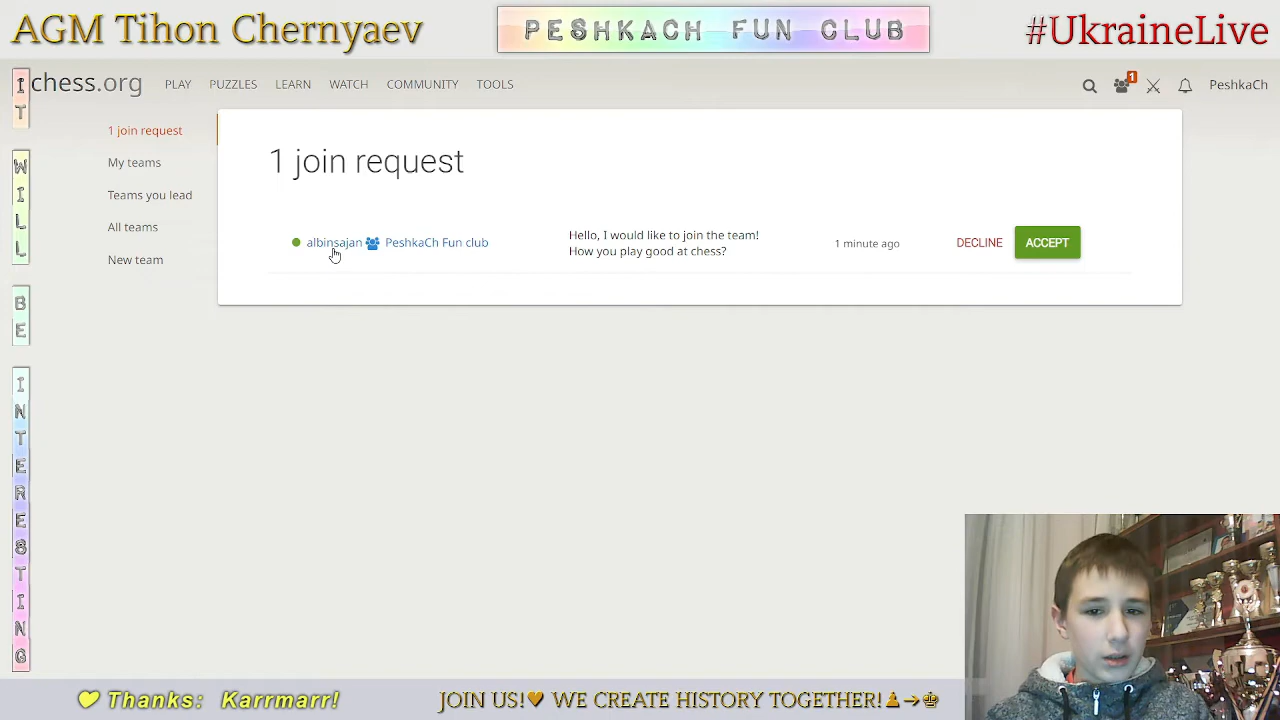 AGM Tihon Chernyaev
PESHKACH FUN CLUB
#UkraineLive
chess.org
PLAY
PUZZLES
LEARN
WATCH
COMMUNITY
TOOLS
1
PeshkaCh
1 join request
My teams
Teams you lead
All teams
New team
1 join request
albinsajan
PeshkaCh Fun club
Hello, I would like to join the team!
How you play good at chess?
1 minute ago
DECLINE
ACCEPT
IT
WILL
BE
INTERESTING
Thanks: Karrmarr!
JOIN US!🧡 WE CREATE HISTORY TOGETHER!♟→♚